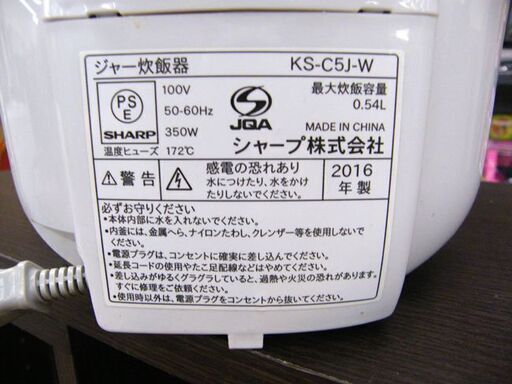 ジャー炊飯器 KS-C5J-W
PS
E
SHARP
100V
50-60Hz
350W
温度ヒューズ 172℃
JQA
最大炊飯容量
0.54L
MADE IN CHINA
シャープ株式会社
警告
感電の恐れあり
水につけたり、水をかけ
たりしないでください。
2016
年製
必ずお守りください
・本体内部に水を入れないでください。
・内釜には、金属へら、ナイロンたわし、クレンザー等を使用しないで
ください。
・電源プラグは、コンセントに確実に差し込んでください。
・延長コードの使用やたこ足配線などはやめてください。
・差し込みがゆるくグラグラしていると、過熱や火災の恐れがあります。
すぐに修理をご依頼ください。
・使用時以外は、電源プラグをコンセントから抜いてください。